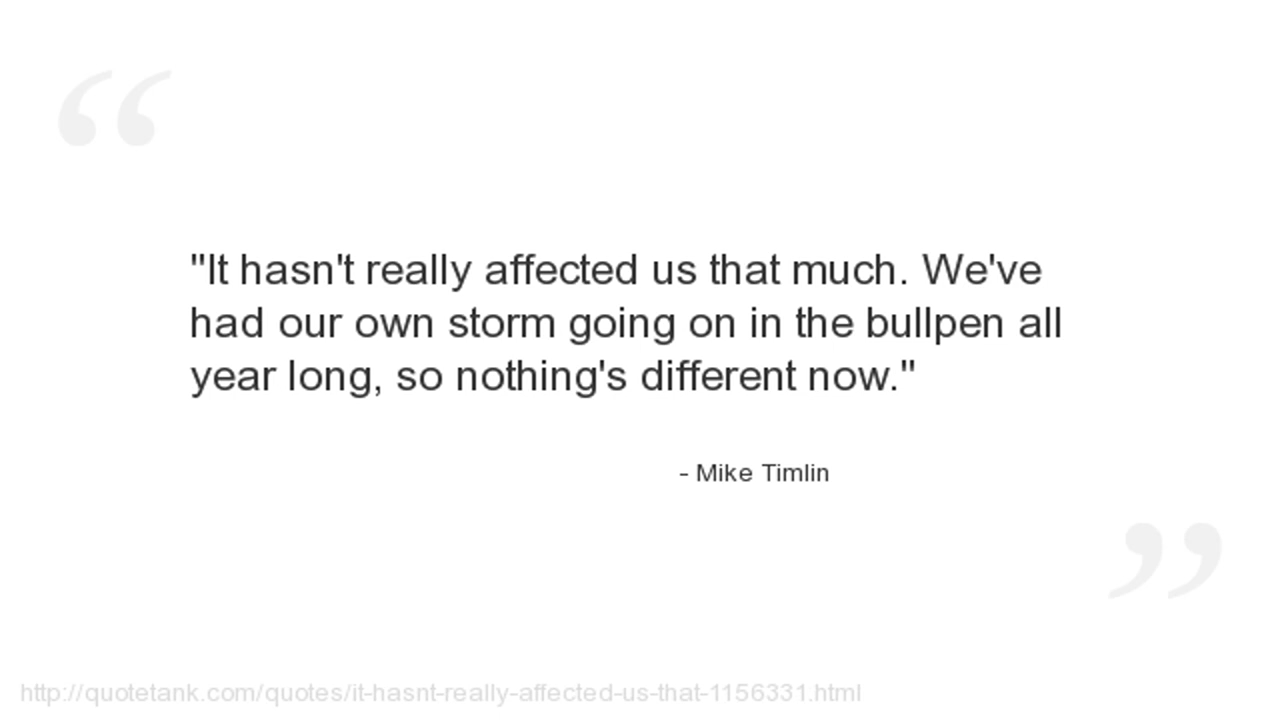 "It hasn't really affected us that much. We've
had our own storm going on in the bullpen all
year long, so nothing's different now."
- Mike Timlin
http://quotetank.com/quotes/it-hasnt-really-affected-us-that-1156331.html